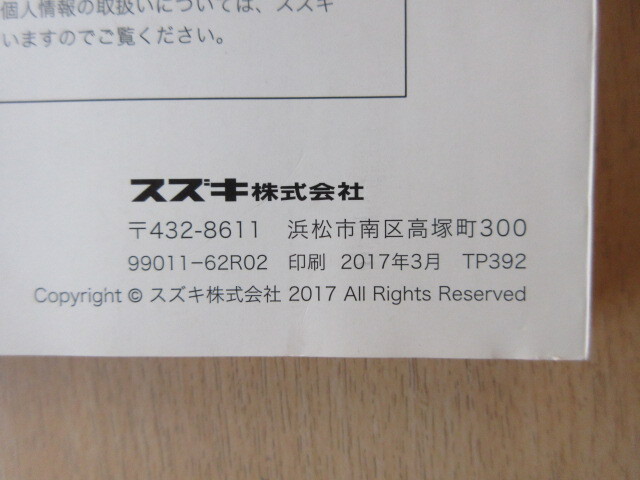 個人情報の取扱いについては、スズキ
いますのでご覧ください。
スズキ株式会社
〒432-8611 浜松市南区高塚町300
99011−62R02 印刷 2017年3月 TP392
Copyright © スズキ株式会社 2017 All Rights Reserved